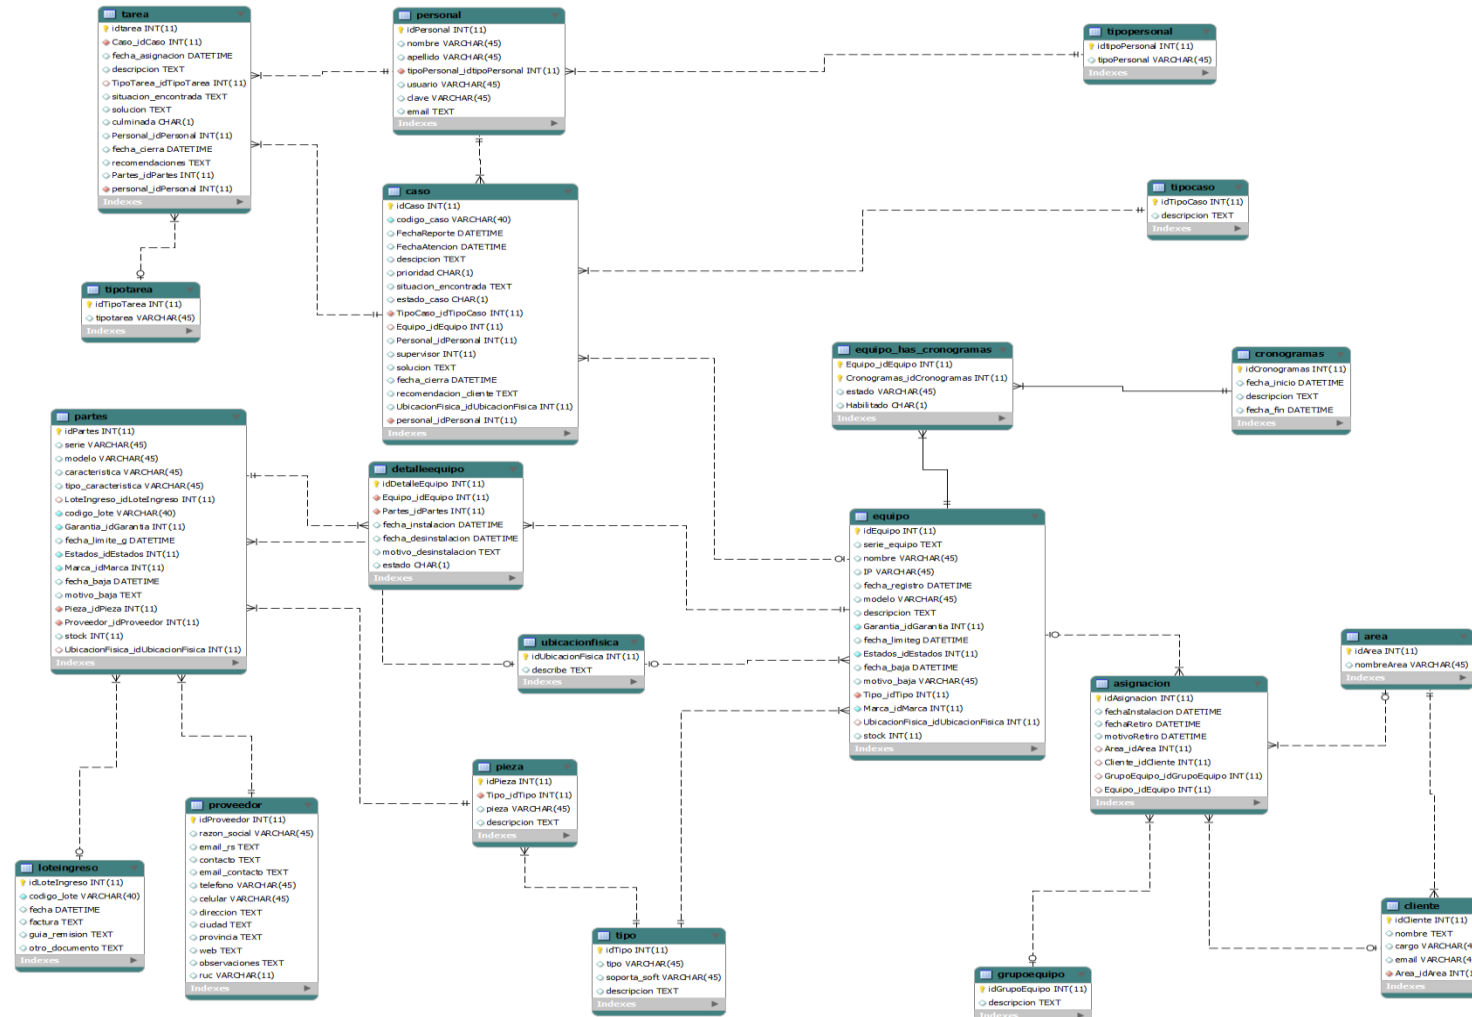 tarea
idtarea INT(11)
Caso_idCaso INT(11)
fecha_asignacion DATETIME
descripcion TEXT
TipoTarea_idTipoTarea INT(11)
situacion_encontrada TEXT
solucion TEXT
culminada CHAR(1)
Personal_idPersonal INT(11)
fecha_cierra DATETIME
recomendaciones TEXT
Partes_idPartes INT(11)
personal_idPersonal INT(11)
Indexes
personal
idPersonal INT(11)
nombre VARCHAR(45)
apellido VARCHAR(45)
tipoPersonal_idtipoPersonal INT(11)
usuario VARCHAR(45)
clave VARCHAR(45)
email TEXT
Indexes
tipopersonal
idtipoPersonal INT(11)
tipoPersonal VARCHAR(45)
Indexes
caso
idCaso INT(11)
codigo_caso VARCHAR(40)
FechaReporte DATETIME
FechaAtencion DATETIME
descipcion TEXT
prioridad CHAR(1)
situacion_encontrada TEXT
estado_caso CHAR(1)
TipoCaso_idTipoCaso INT(11)
Equipo_idEquipo INT(11)
Personal_idPersonal INT(11)
supervisor INT(11)
solucion TEXT
fecha_cierra DATETIME
recomendacion_cliente TEXT
UbicacionFisica_idUbicacionFisica INT(11)
personal_idPersonal INT(11)
Indexes
tipocaso
idTipoCaso INT(11)
descripcion TEXT
Indexes
tipotarea
idTipoTarea INT(11)
tipotarea VARCHAR(45)
Indexes
equipo_has_cronogramas
Equipo_idEquipo INT(11)
Cronogramas_idCronogramas INT(11)
estado VARCHAR(45)
Habilitado CHAR(1)
Indexes
cronogramas
idCronogramas INT(11)
fecha_inicio DATETIME
descripcion TEXT
fecha_fin DATETIME
Indexes
partes
idPartes INT(11)
serie VARCHAR(45)
modelo VARCHAR(45)
caracteristica VARCHAR(45)
tipo_caracteristica VARCHAR(45)
LoteIngreso_idLoteIngreso INT(11)
codigo_lote VARCHAR(40)
Garantia_idGarantia INT(11)
fecha_limite_g DATETIME
Estados_idEstados INT(11)
Marca_idMarca INT(11)
fecha_baja DATETIME
motivo_baja TEXT
Pieza_idPieza INT(11)
Proveedor_idProveedor INT(11)
stock INT(11)
UbicacionFisica_idUbicacionFisica INT(11)
Indexes
detalleequipo
idDetalleEquipo INT(11)
Equipo_idEquipo INT(11)
Partes_idPartes INT(11)
fecha_instalacion DATETIME
fecha_desinstalacion DATETIME
motivo_desinstalacion TEXT
estado CHAR(1)
Indexes
equipo
idEquipo INT(11)
serie_equipo TEXT
nombre VARCHAR(45)
IP VARCHAR(45)
fecha_registro DATETIME
modelo VARCHAR(45)
descripcion TEXT
Garantia_idGarantia INT(11)
fecha_limiteg DATETIME
Estados_idEstados INT(11)
fecha_baja DATETIME
motivo_baja VARCHAR(45)
Tipo_idTipo INT(11)
Marca_idMarca INT(11)
UbicacionFisica_idUbicacionFisica INT(11)
stock INT(11)
Indexes
ubicacionfisica
idUbicacionFisica INT(11)
describe TEXT
Indexes
area
idArea INT(11)
nombreArea VARCHAR(45)
Indexes
asignacion
idAsignacion INT(11)
fechaInstalacion DATETIME
fechaRetiro DATETIME
motivoRetiro DATETIME
Area_idArea INT(11)
Cliente_idCliente INT(11)
GrupoEquipo_idGrupoEquipo INT(11)
Equipo_idEquipo INT(11)
Indexes
pieza
idPieza INT(11)
Tipo_idTipo INT(11)
pieza VARCHAR(45)
descripcion TEXT
Indexes
proveedor
idProveedor INT(11)
razon_social VARCHAR(45)
email_rs TEXT
contacto TEXT
email_contacto TEXT
telefono VARCHAR(45)
celular VARCHAR(45)
direccion TEXT
ciudad TEXT
provincia TEXT
web TEXT
observaciones TEXT
ruc VARCHAR(11)
Indexes
loteingreso
idLoteIngreso INT(11)
codigo_lote VARCHAR(40)
fecha DATETIME
factura TEXT
guia_remision TEXT
otro_documento TEXT
Indexes
tipo
idTipo INT(11)
tipo VARCHAR(45)
soporta_soft VARCHAR(45)
descripcion TEXT
Indexes
grupoequipo
idGrupoEquipo INT(11)
descripcion TEXT
Indexes
cliente
idCliente INT(11)
nombre TEXT
cargo VARCHAR(4
email VARCHAR(4
Area_idArea INT(1
Indexes